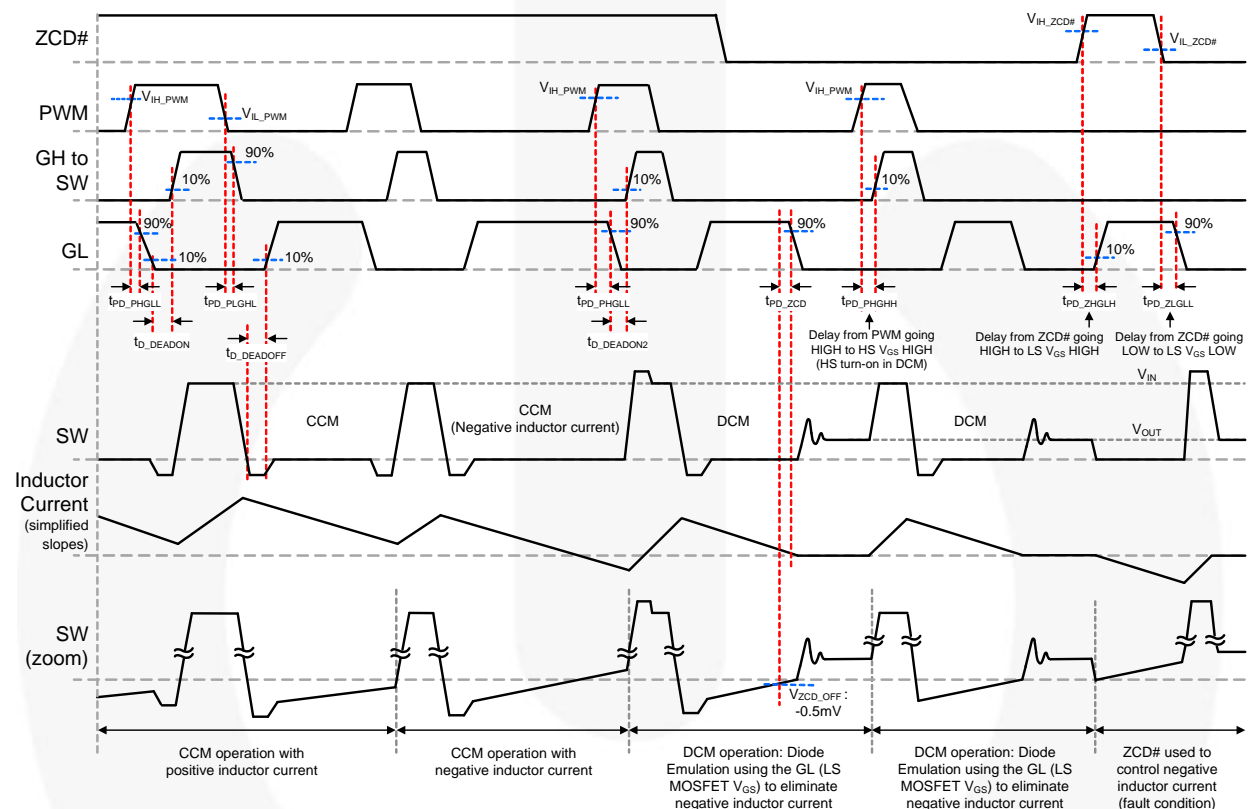 ZCD#
V_IH_ZCD#
V_IL_ZCD#
PWM
V_IH_PWM
V_IL_PWM
V_IH_PWM
V_IH_PWM
GH to
SW
90%
10%
10%
10%
GL
90%
10%
10%
90%
90%
10%
90%
t_PD_PHGLL
t_PD_PLGHL
t_PD_PHGLL
t_PD_ZCD
t_PD_PHGHH
t_PD_ZHGLH
t_PD_ZLGLL
t_D_DEADON
t_D_DEADOFF
t_D_DEADON2
Delay from PWM going
HIGH to HS V_GS HIGH
(HS turn-on in DCM)
Delay from ZCD# going
HIGH to LS V_GS HIGH
Delay from ZCD# going
LOW to LS V_GS LOW
V_IN
SW
CCM
CCM
(Negative inductor current)
DCM
DCM
V_OUT
Inductor
Current
(simplified
slopes)
SW
(zoom)
V_ZCD_OFF :
-0.5mV
CCM operation with
positive inductor current
CCM operation with
negative inductor current
DCM operation: Diode
Emulation using the GL (LS
MOSFET V_GS) to eliminate
negative inductor current
DCM operation: Diode
Emulation using the GL (LS
MOSFET V_GS) to eliminate
negative inductor current
ZCD# used to
control negative
inductor current
(fault condition)